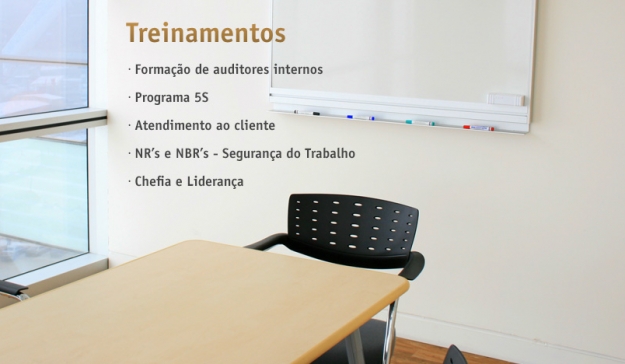 Treinamentos
· Formação de auditores internos
· Programa 5S
· Atendimento ao cliente
· NR's e NBR's - Segurança do Trabalho
· Chefia e Liderança